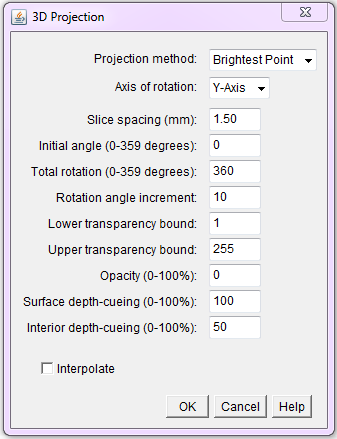 3D Projection
Projection method: Brightest Point
Axis of rotation: Y-Axis
Slice spacing (mm): 1.50
Initial angle (0-359 degrees): 0
Total rotation (0-359 degrees): 360
Rotation angle increment: 10
Lower transparency bound: 1
Upper transparency bound: 255
Opacity (0-100%): 0
Surface depth-cueing (0-100%): 100
Interior depth-cueing (0-100%): 50
Interpolate
OK Cancel Help